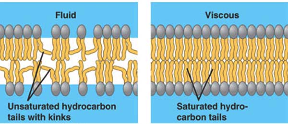 Fluid
Viscous
Unsaturated hydrocarbon
tails with kinks
Saturated hydro-
carbon tails